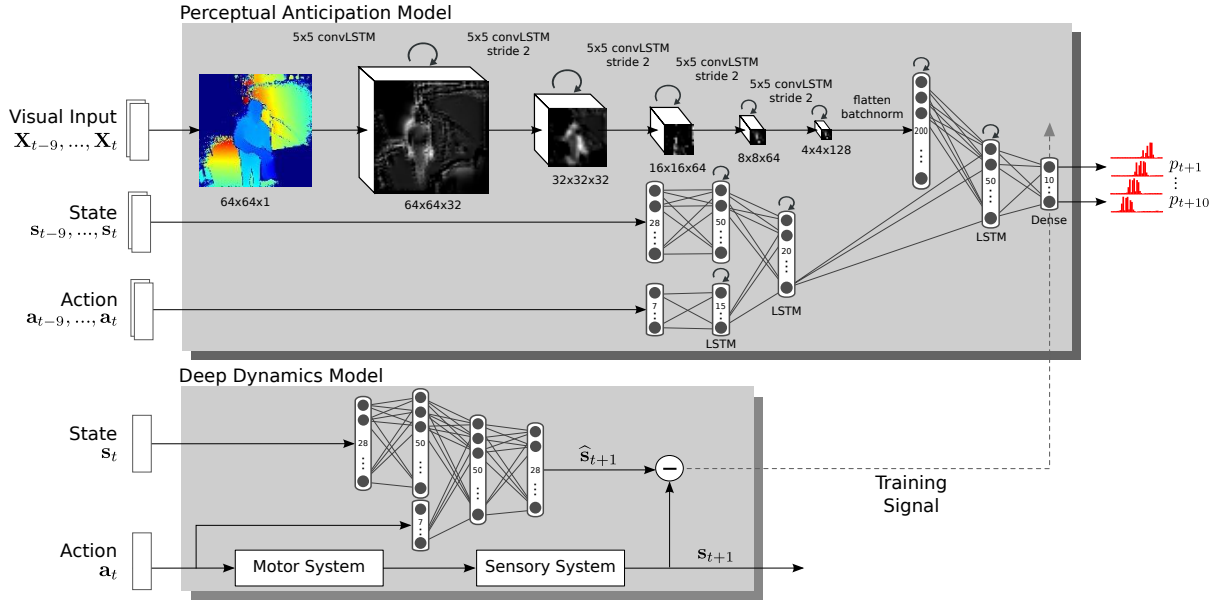 Perceptual Anticipation Model
5x5 convLSTM
5x5 convLSTM
stride 2
5x5 convLSTM
stride 2
5x5 convLSTM
stride 2
5x5 convLSTM
stride 2
flatten
batchnorm
Visual Input
X_{t−9}, ..., X_t
64x64x1
64x64x32
32x32x32
16x16x64
8x8x64
4x4x128
200
50
LSTM
10
Dense
p_{t+1}
⋮
p_{t+10}
State
s_{t−9}, ..., s_t
28
50
20
LSTM
Action
a_{t−9}, ..., a_t
7
15
LSTM
Deep Dynamics Model
State
s_t
28
50
50
28
ŝ_{t+1}
−
Training
Signal
7
Action
a_t
Motor System
Sensory System
s_{t+1}